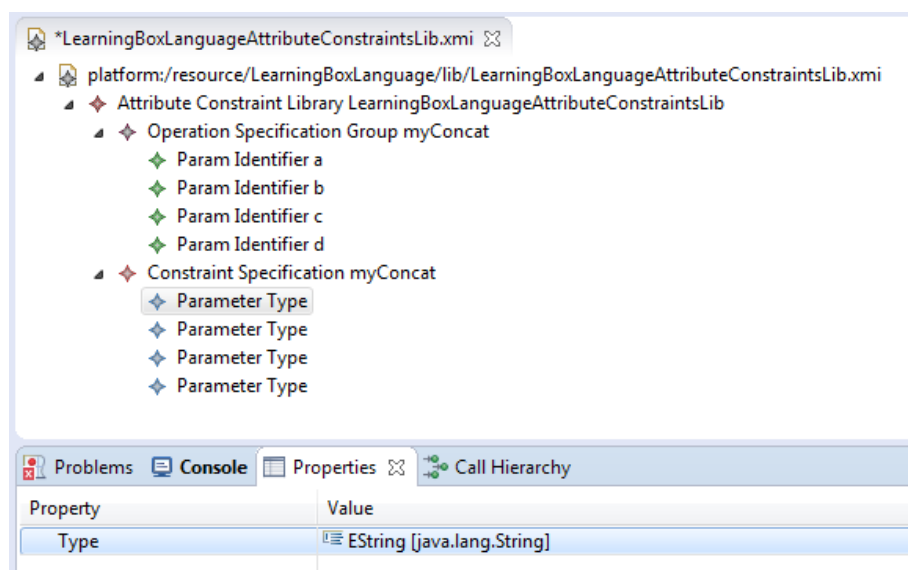 *LearningBoxLanguageAttributeConstraintsLib.xmi
platform:/resource/LearningBoxLanguage/lib/LearningBoxLanguageAttributeConstraintsLib.xmi
Attribute Constraint Library LearningBoxLanguageAttributeConstraintsLib
Operation Specification Group myConcat
Param Identifier a
Param Identifier b
Param Identifier c
Param Identifier d
Constraint Specification myConcat
Parameter Type
Parameter Type
Parameter Type
Parameter Type
Problems Console Properties Call Hierarchy
Property Value
Type EString [java.lang.String]